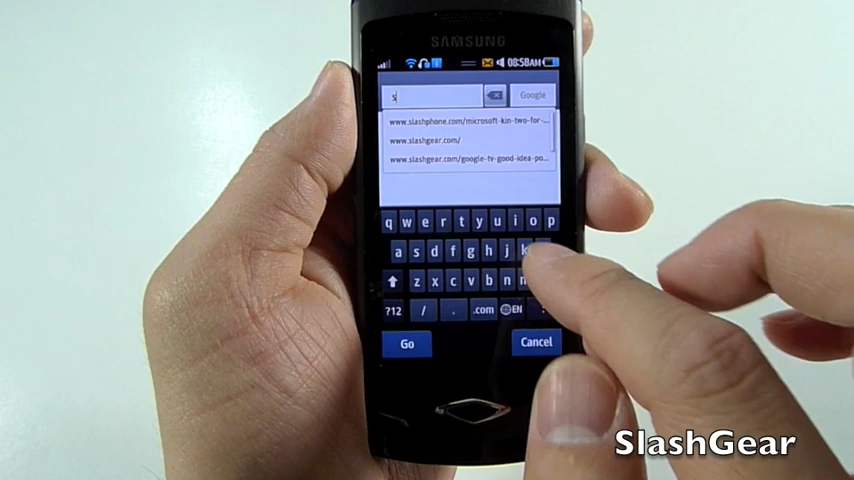 SAMSUNG
08:58AM
s
Google
www.slashphone.com/microsoft-kin-two-for-...
www.slashgear.com/
www.slashgear.com/google-tv-good-idea-po...
q w e r t y u i o p
a s d f g h j k
z x c v b n m
?12 / . .com EN
Go Cancel
SlashGear